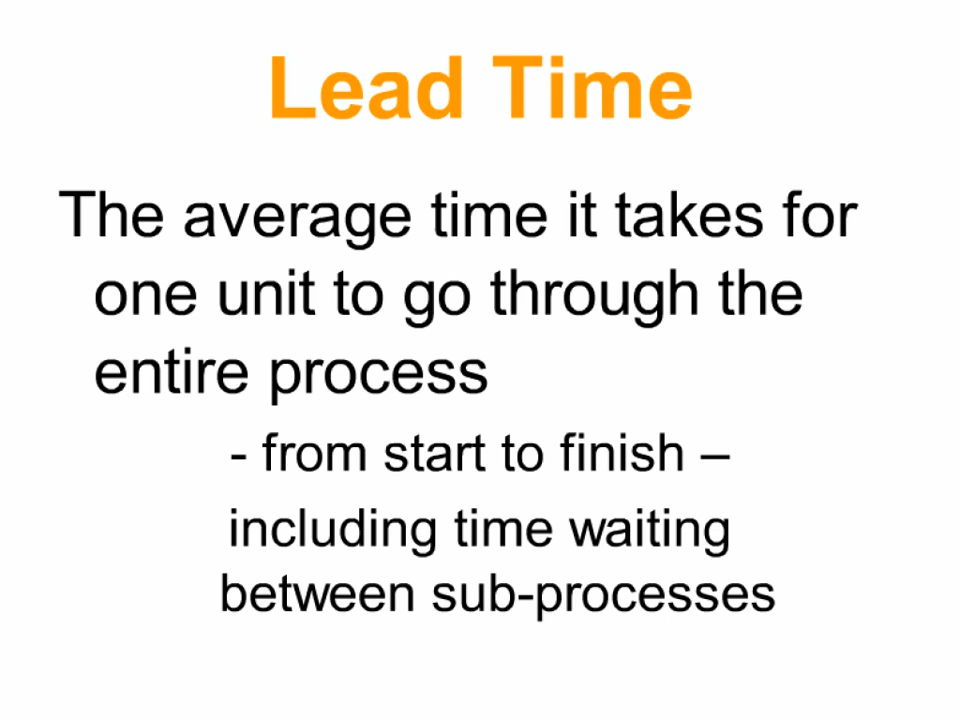 Lead Time
The average time it takes for
one unit to go through the
entire process
- from start to finish –
including time waiting
between sub-processes